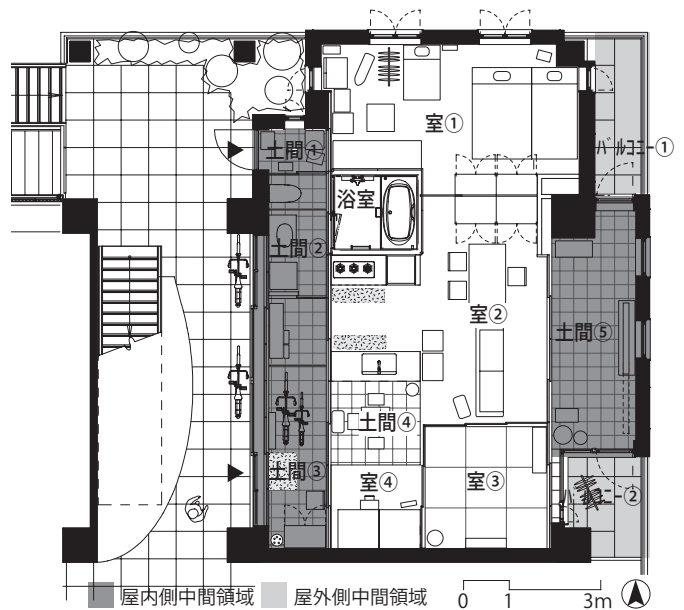 室①
土間①
バルコニー①
浴室
土間②
室②
土間⑤
土間④
土間③
室④
室③
バルコニー②
屋内側中間領域
屋外側中間領域
0 1 3m